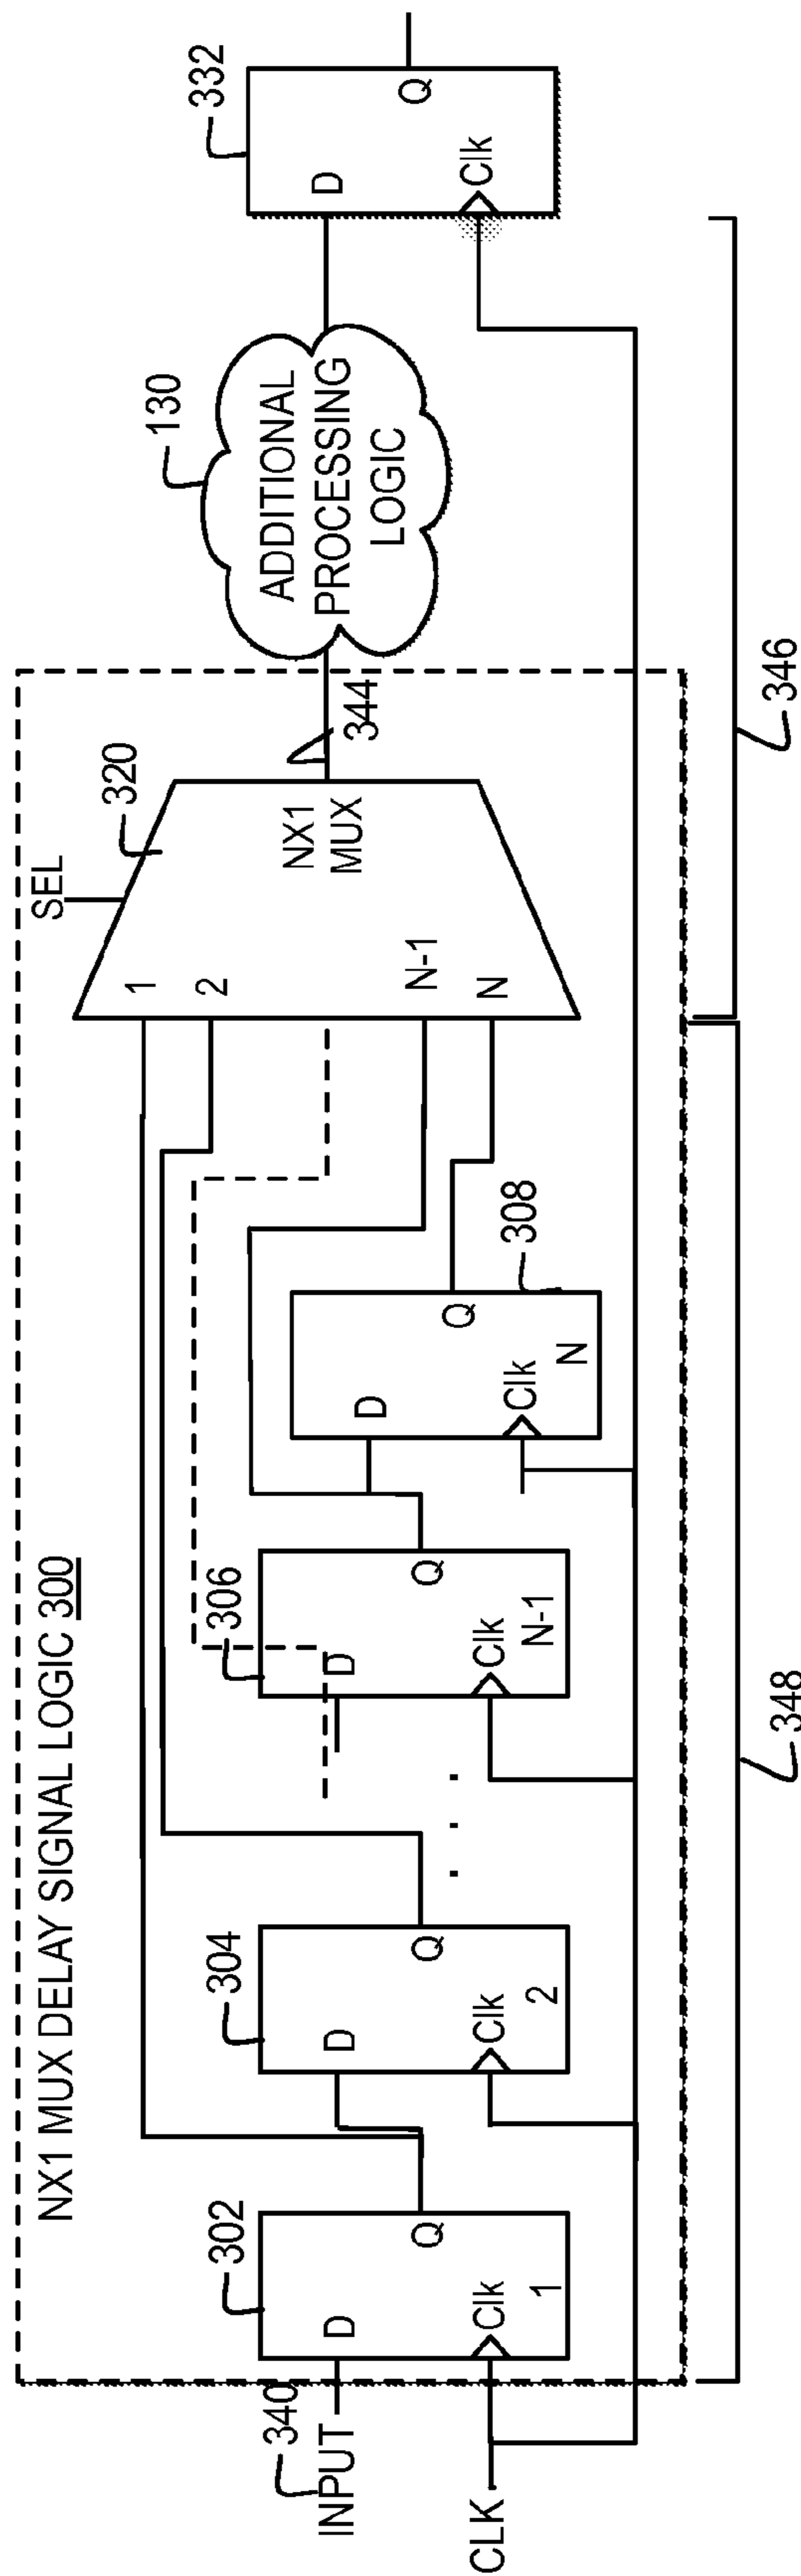 NX1 MUX DELAY SIGNAL LOGIC 300
340
INPUT
CLK
302
D
Q
Clk
1
304
D
Q
Clk
2
. . .
306
D
Q
Clk
N-1
308
D
Q
Clk
N
SEL
320
1
2
N-1
N
NX1
MUX
344
130
ADDITIONAL
PROCESSING
LOGIC
332
D
Q
Clk
348
346